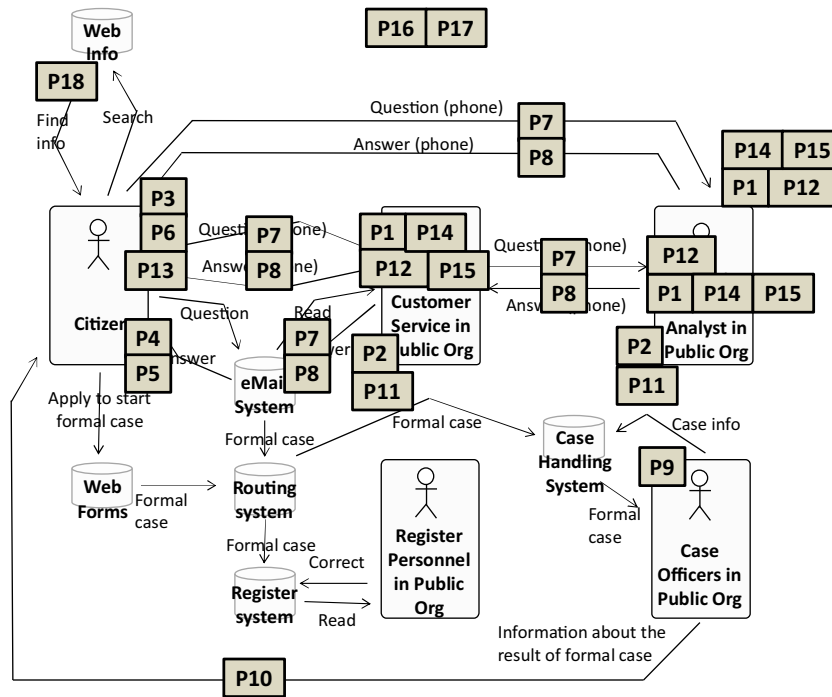 Web
Info
P16 P17
P18
Find
info
Search
Question (phone)
P7
Answer (phone)
P8
P14 P15
P1 P12
P3
P6
P13
Citizen
P7
P8
P1 P14
P12 P15
Customer
Service in
Public Org
P7
P8
P12
P1 P14 P15
Analyst in
Public Org
Question
Read
P4
P5
P7
P8
P2
P11
P2
P11
eMail
System
Apply to start
formal case
Formal case
Formal case
Case
Handling
System
Case info
P9
Web
Forms
Formal
case
Routing
system
Formal
case
Formal case
Register
Personnel
in Public
Org
Case
Officers in
Public Org
Correct
Register
system
Read
Information about the
result of formal case
P10